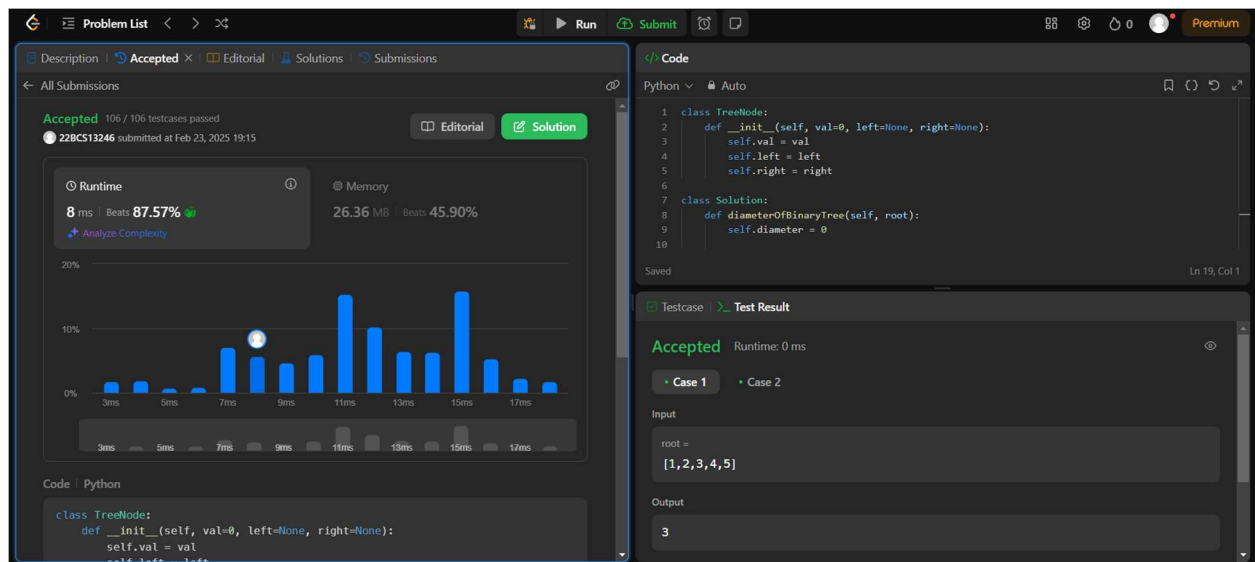 Problem List
Run
Submit
0
Premium
Description
Accepted
Editorial
Solutions
Submissions
All Submissions
Accepted 106 / 106 testcases passed
22BCS13246 submitted at Feb 23, 2025 19:15
Editorial
Solution
Runtime
8 ms Beats 87.57%
Analyze Complexity
Memory
26.36 MB Beats 45.90%
20%
10%
0%
3ms 5ms 7ms 9ms 11ms 13ms 15ms 17ms
3ms 5ms 7ms 9ms 11ms 13ms 15ms 17ms
Code Python
class TreeNode:
def __init__(self, val=0, left=None, right=None):
self.val = val
self.left = left
</> Code
Python Auto
1 class TreeNode:
2 def __init__(self, val=0, left=None, right=None):
3 self.val = val
4 self.left = left
5 self.right = right
6
7 class Solution:
8 def diameterOfBinaryTree(self, root):
9 self.diameter = 0
10
Saved
Ln 19, Col 1
Testcase
Test Result
Accepted Runtime: 0 ms
Case 1
Case 2
Input
root =
[1,2,3,4,5]
Output
3